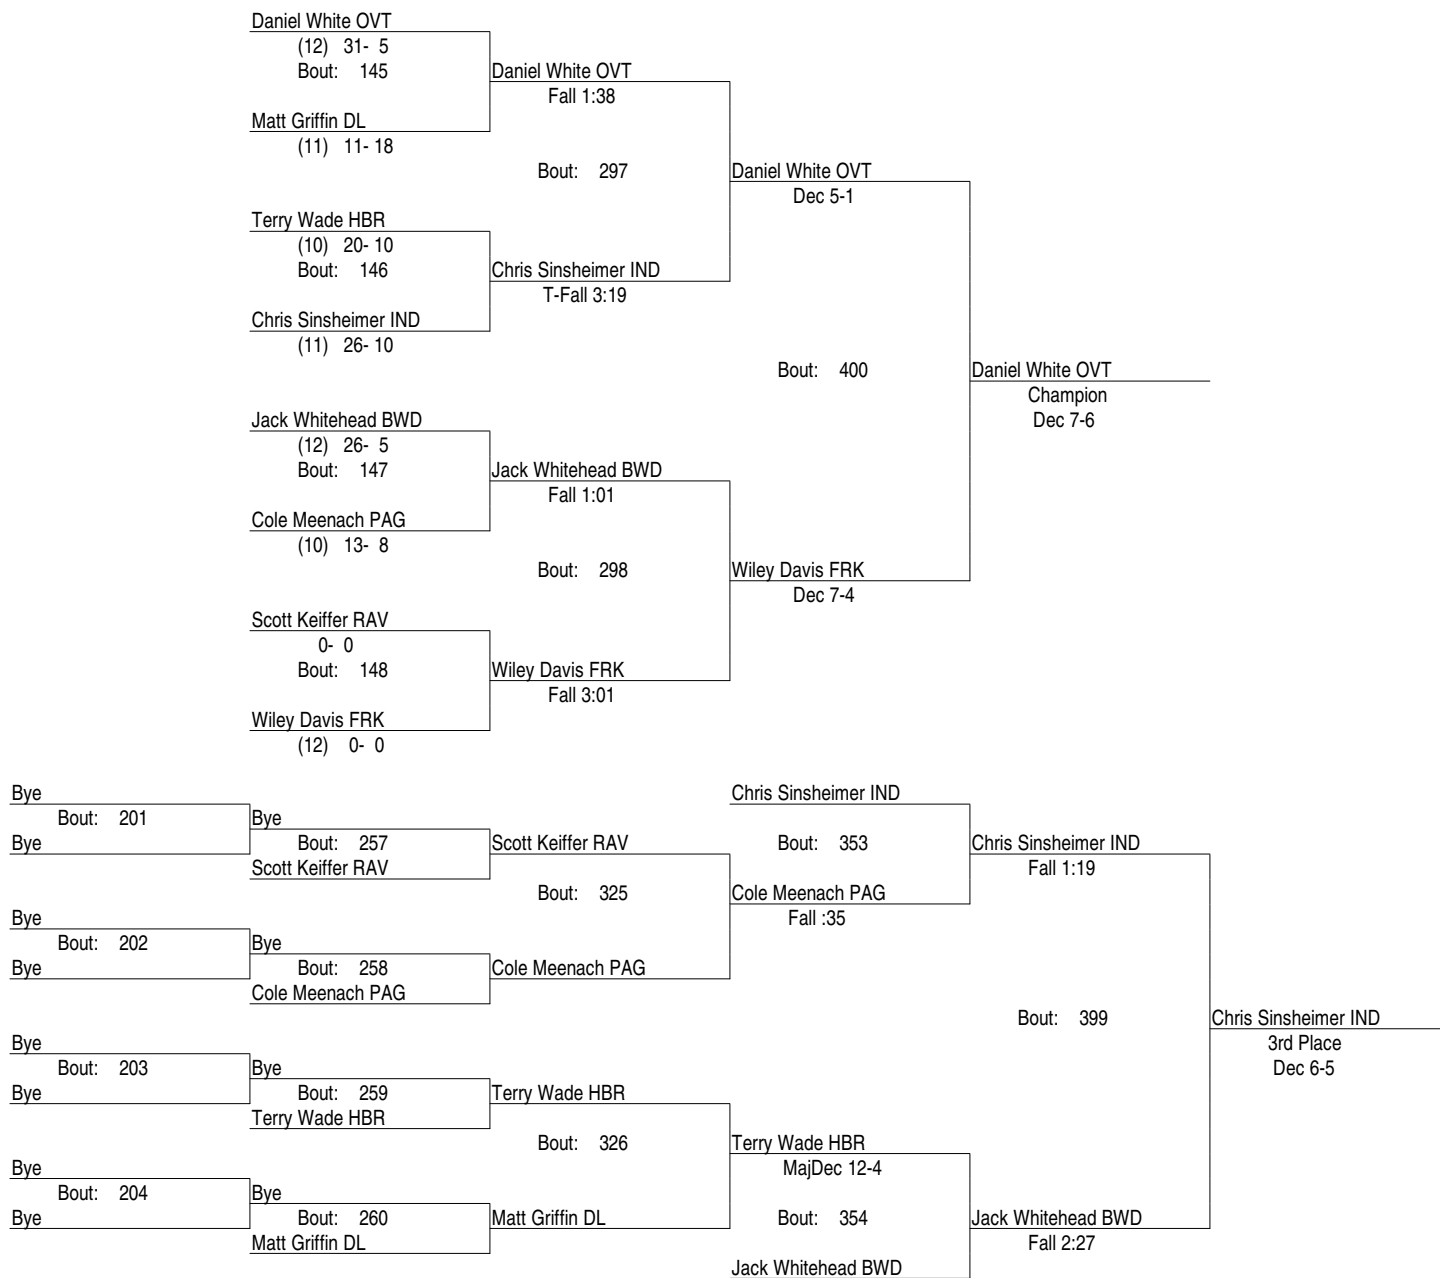 Daniel White OVT
(12) 31- 5
Bout: 145
Daniel White OVT
Fall 1:38
Matt Griffin DL
(11) 11- 18
Bout: 297
Daniel White OVT
Dec 5-1
Terry Wade HBR
(10) 20- 10
Bout: 146
Chris Sinsheimer IND
T-Fall 3:19
Chris Sinsheimer IND
(11) 26- 10
Bout: 400
Daniel White OVT
Champion
Dec 7-6
Jack Whitehead BWD
(12) 26- 5
Bout: 147
Jack Whitehead BWD
Fall 1:01
Cole Meenach PAG
(10) 13- 8
Bout: 298
Wiley Davis FRK
Dec 7-4
Scott Keiffer RAV
0- 0
Bout: 148
Wiley Davis FRK
Fall 3:01
Wiley Davis FRK
(12) 0- 0
Bye
Bout: 201
Bye
Bye
Bout: 257
Scott Keiffer RAV
Scott Keiffer RAV
Bout: 325
Chris Sinsheimer IND
Bout: 353
Chris Sinsheimer IND
Fall 1:19
Cole Meenach PAG
Fall :35
Bye
Bout: 202
Bye
Bye
Bout: 258
Cole Meenach PAG
Cole Meenach PAG
Bout: 399
Chris Sinsheimer IND
3rd Place
Dec 6-5
Bye
Bout: 203
Bye
Bye
Bout: 259
Terry Wade HBR
Terry Wade HBR
Bout: 326
Terry Wade HBR
MajDec 12-4
Bye
Bout: 204
Bye
Bye
Bout: 260
Matt Griffin DL
Matt Griffin DL
Bout: 354
Jack Whitehead BWD
Fall 2:27
Jack Whitehead BWD